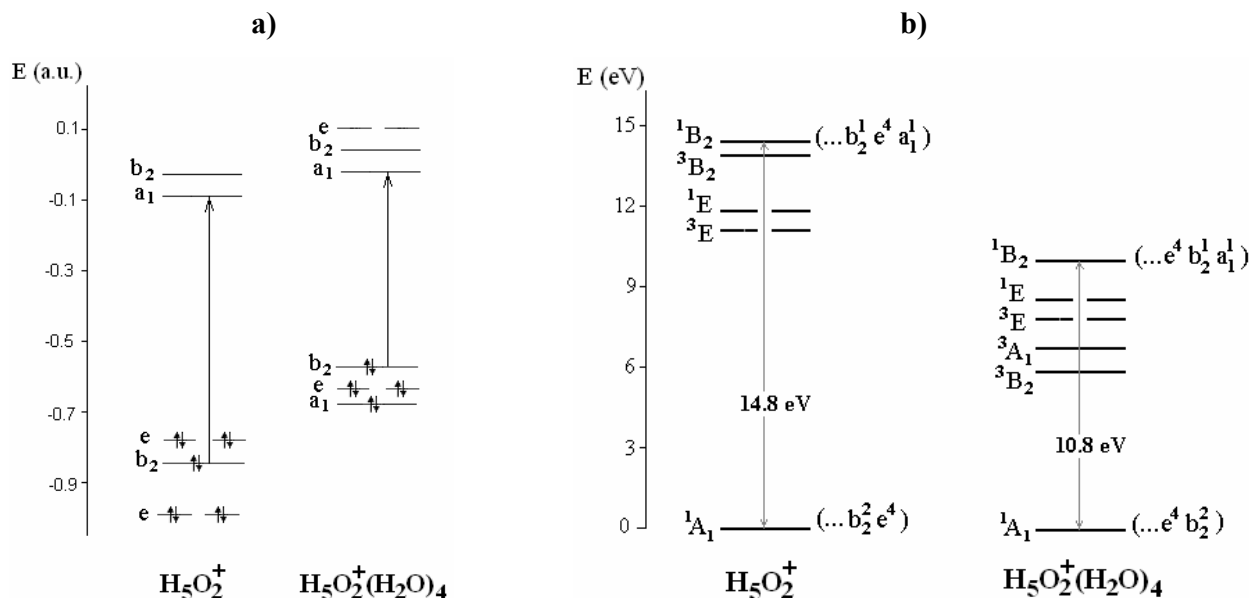 a)
E (a.u.)
0.1
-0.1
-0.3
-0.5
-0.7
-0.9
b₂
a₁
e
b₂
e
H₅O₂⁺
e
b₂
a₁
b₂
e
a₁
H₅O₂⁺(H₂O)₄
b)
E (eV)
15
12
9
6
3
0
¹B₂ (...b₂¹ e⁴ a₁¹)
³B₂
¹E
³E
14.8 eV
¹A₁ (...b₂² e⁴)
H₅O₂⁺
¹B₂ (...e⁴ b₂¹ a₁¹)
¹E
³E
³A₁
³B₂
10.8 eV
¹A₁ (...e⁴ b₂²)
H₅O₂⁺(H₂O)₄